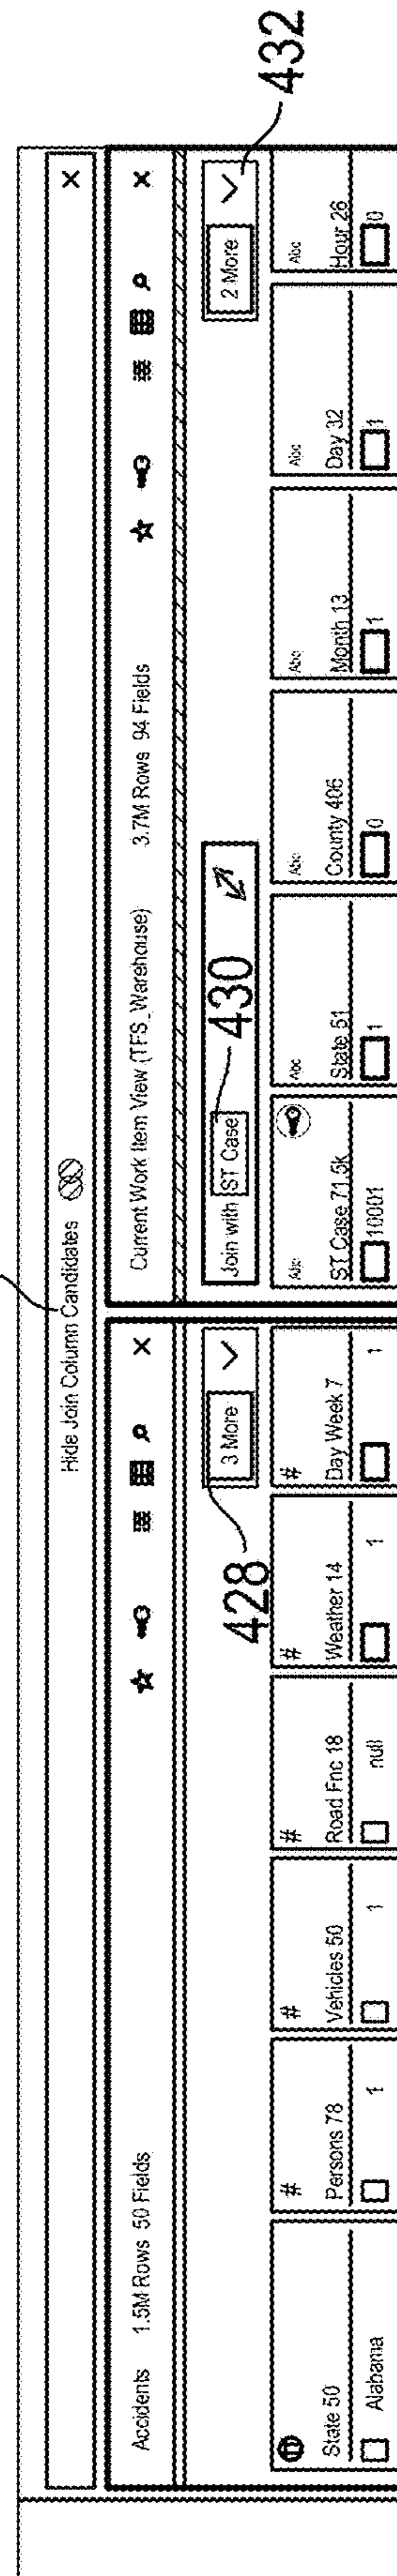 Hide Join Column Candidates
Accidents 1.5M Rows 50 Fields
Current Work Item View (TFS_Warehouse) 3.7M Rows 94 Fields
428
3 More
Join with ST Case
430
2 More
432
State 50
Alabama
#
Persons 78
1
#
Vehicles 50
1
#
Road Fnc 18
null
#
Weather 14
1
#
Day Week 7
1
Abc
ST Case 71.5k
10001
Abc
State 51
1
Abc
County 406
0
Abc
Month 13
1
Abc
Day 32
1
Abc
Hour 26
0